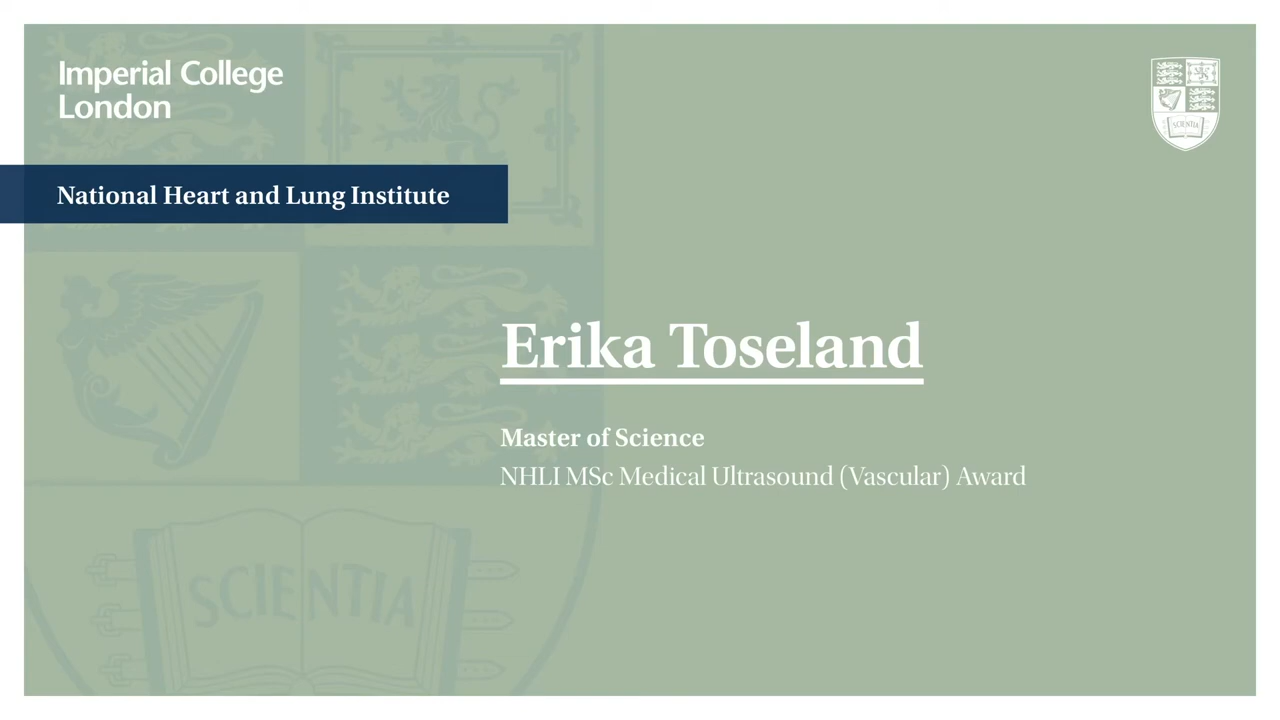 Imperial College
London
SCIENTIA
National Heart and Lung Institute
Erika Toseland
Master of Science
NHLI MSc Medical Ultrasound (Vascular) Award
SCIENTIA